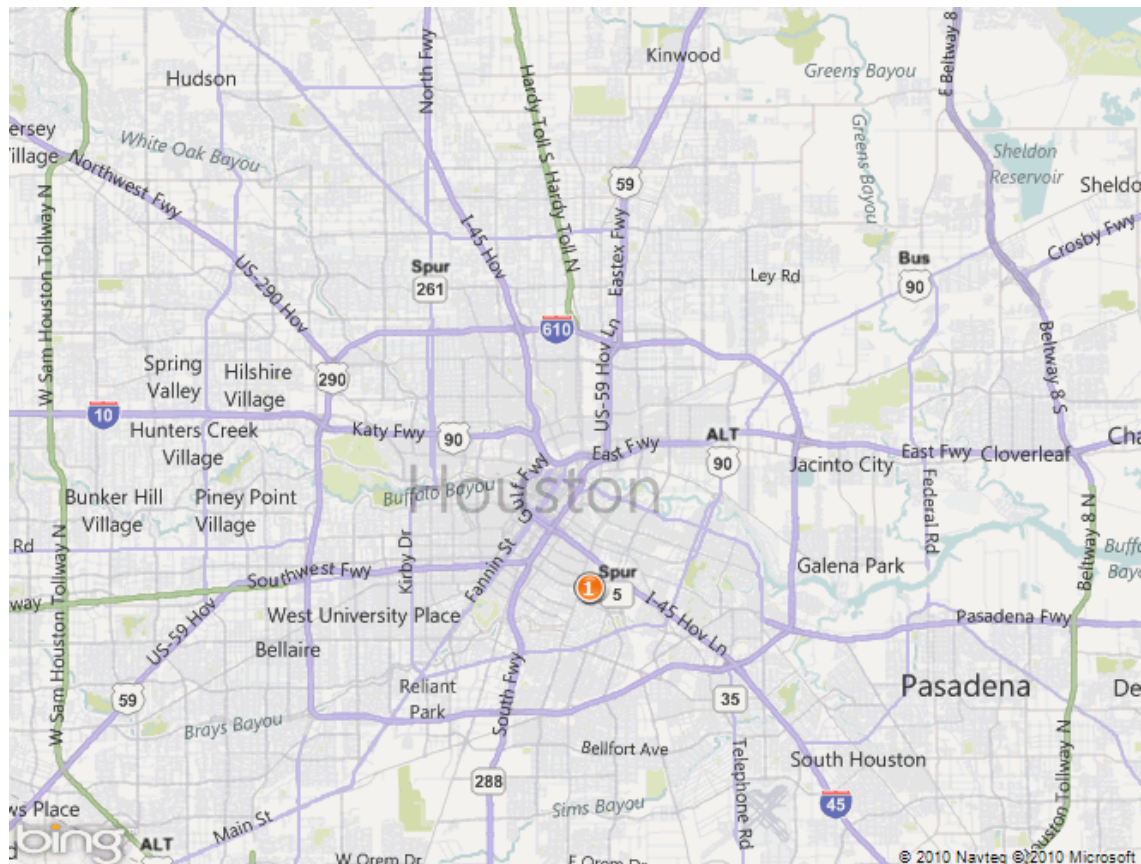 Kinwood
Hudson
Greens Bayou
E Beltway 8
North Fwy
Hardy Toll S Hardy Toll N
ersey
Village
White Oak Bayou
Greens Bayou
Sheldon
Reservoir
Sheldo
Northwest Fwy
59
W Sam Houston Tollway N
I-45 Hov
Eastex Fwy
Crosby Fwy
US-290 Hov
Spur
261
Ley Rd
Bus
90
610
US-59 Hov Ln
Beltway 8 S
Spring
Valley
Hilshire
Village
290
10
Katy Fwy
90
Hunters Creek
Village
East Fwy
ALT
90
East Fwy
Cloverleaf
Cha
Jacinto City
Houston
Gulf Fwy
Buffalo Bayou
Bunker Hill
Village
Piney Point
Village
Federal Rd
Beltway 8 N
Rd
W Sam Houston Tollway N
Kirby Dr
Fannin St
Buffa
Bayo
Southwest Fwy
Spur
5
1
Galena Park
way
US-59 Hov
West University Place
I-45 Hov Ln
Pasadena Fwy
Bellaire
59
Reliant
Park
South Fwy
35
Pasadena
De
Brays Bayou
Bellfort Ave
Telephone Rd
South Houston
288
Sims Bayou
45
Houston Tollway N
ws Place
bing
ALT
Main St
W Orem Dr
E Orem Dr
© 2010 Navteq © 2010 Microsoft